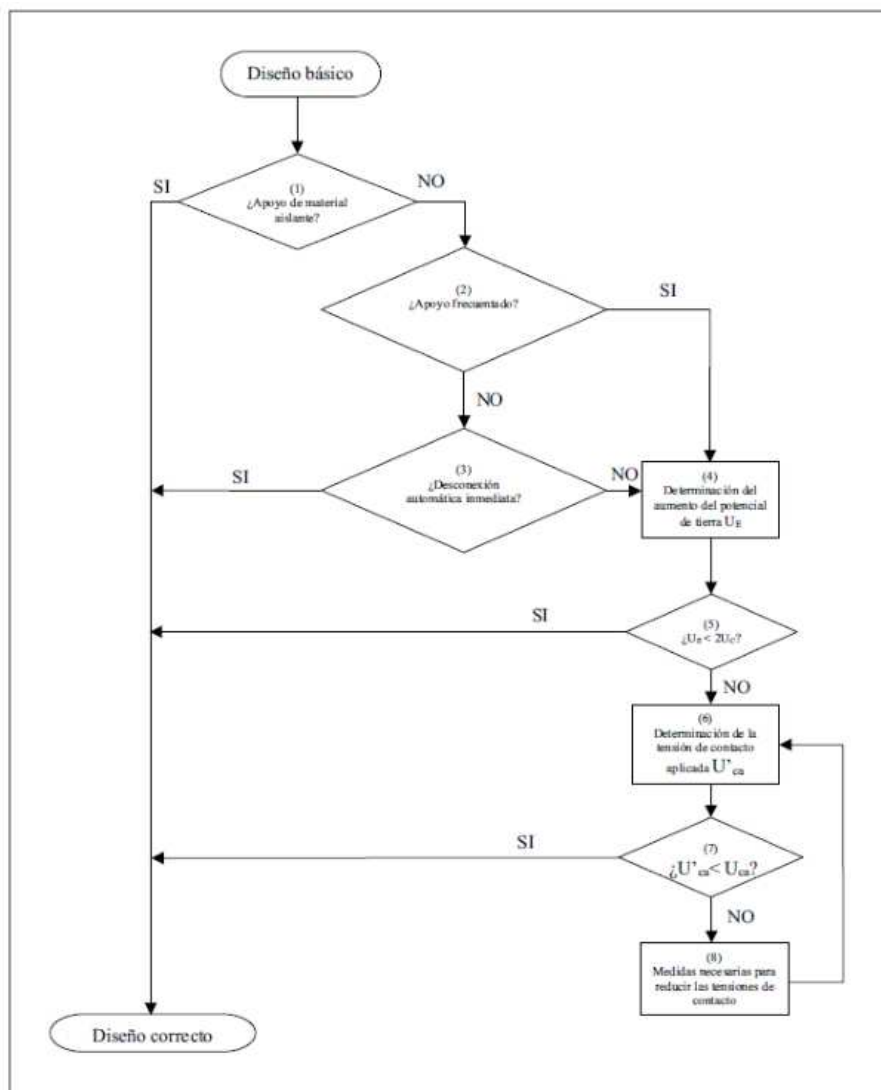 Diseño básico
SI
NO
(1)
¿Apoyo de material
aislante?
(2)
¿Apoyo frecuentado?
SI
NO
SI
(3)
¿Desconexión
automática inmediata?
NO
(4)
Determinación del
aumento del potencial
de tierra UE
SI
(5)
¿UE < 2UC?
NO
(6)
Determinación de la
tensión de contacto
aplicada U'ca
SI
(7)
¿U'ca< Uca?
NO
(8)
Medidas necesarias para
reducir las tensiones de
contacto
Diseño correcto